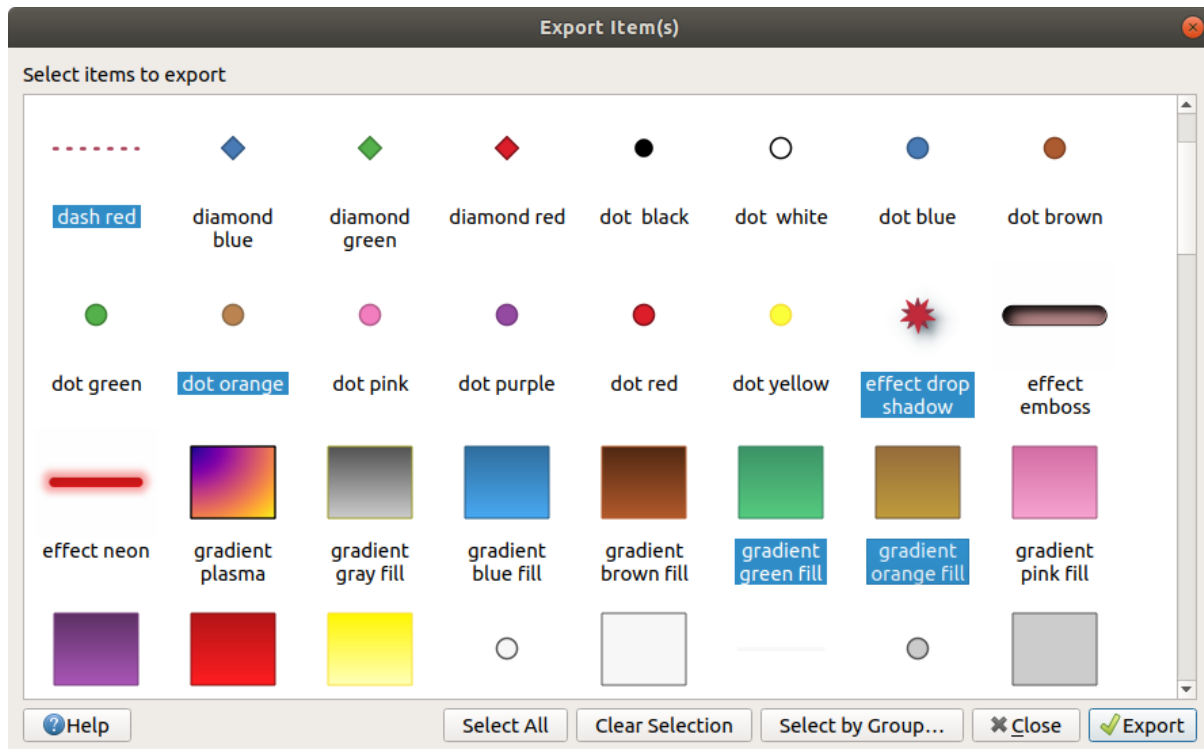 Export Item(s)
Select items to export
dash red
diamond blue
diamond green
diamond red
dot  black
dot  white
dot blue
dot brown
dot green
dot orange
dot pink
dot purple
dot red
dot yellow
effect drop shadow
effect emboss
effect neon
gradient plasma
gradient gray fill
gradient blue fill
gradient brown fill
gradient green fill
gradient orange fill
gradient pink fill
Help
Select All
Clear Selection
Select by Group...
Close
Export